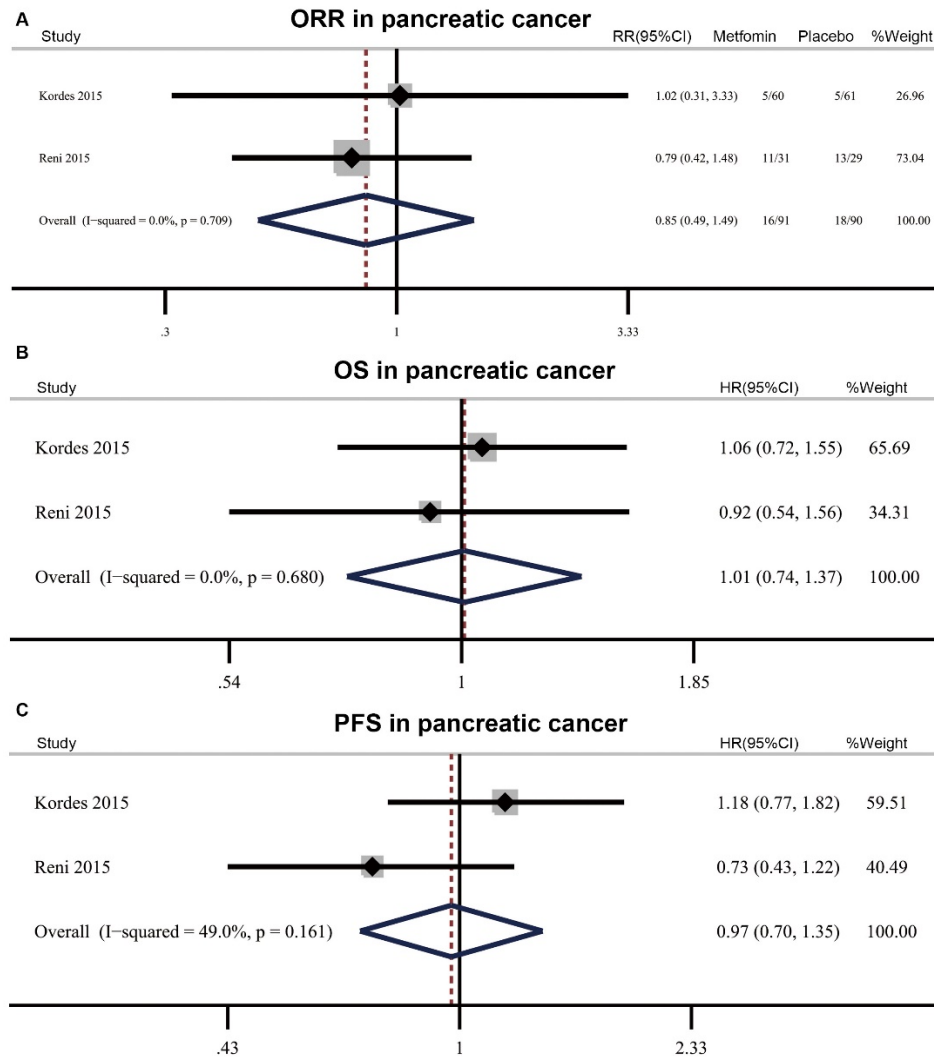 A
ORR in pancreatic cancer
Study RR(95%CI) Metfomin Placebo %Weight
Kordes 2015 1.02 (0.31, 3.33) 5/60 5/61 26.96
Reni 2015 0.79 (0.42, 1.48) 11/31 13/29 73.04
Overall (I−squared = 0.0%, p = 0.709) 0.85 (0.49, 1.49) 16/91 18/90 100.00
.3 1 3.33
B
OS in pancreatic cancer
Study HR(95%CI) %Weight
Kordes 2015 1.06 (0.72, 1.55) 65.69
Reni 2015 0.92 (0.54, 1.56) 34.31
Overall (I−squared = 0.0%, p = 0.680) 1.01 (0.74, 1.37) 100.00
.54 1 1.85
C
PFS in pancreatic cancer
Study HR(95%CI) %Weight
Kordes 2015 1.18 (0.77, 1.82) 59.51
Reni 2015 0.73 (0.43, 1.22) 40.49
Overall (I−squared = 49.0%, p = 0.161) 0.97 (0.70, 1.35) 100.00
.43 1 2.33